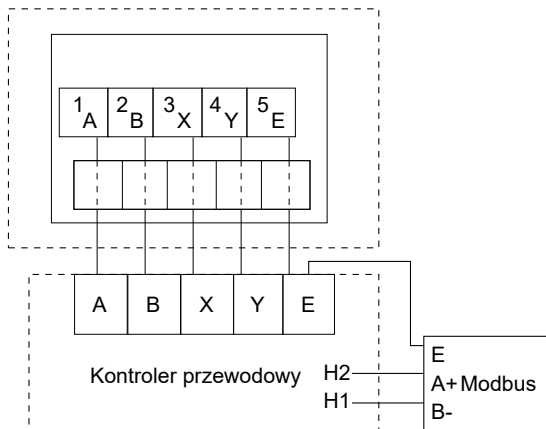 1A 2B 3X 4Y 5E
A B X Y E
Kontroler przewodowy
H2
H1
E
A+ Modbus
B-